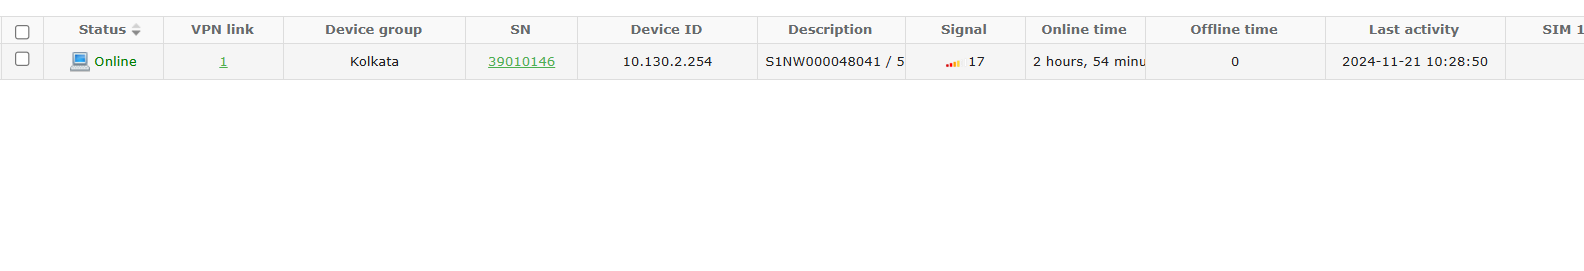 Status VPN link Device group SN Device ID Description Signal Online time Offline time Last activity SIM 1
Online 1 Kolkata 39010146 10.130.2.254 S1NW000048041 / 5 17 2 hours, 54 minu 0 2024-11-21 10:28:50